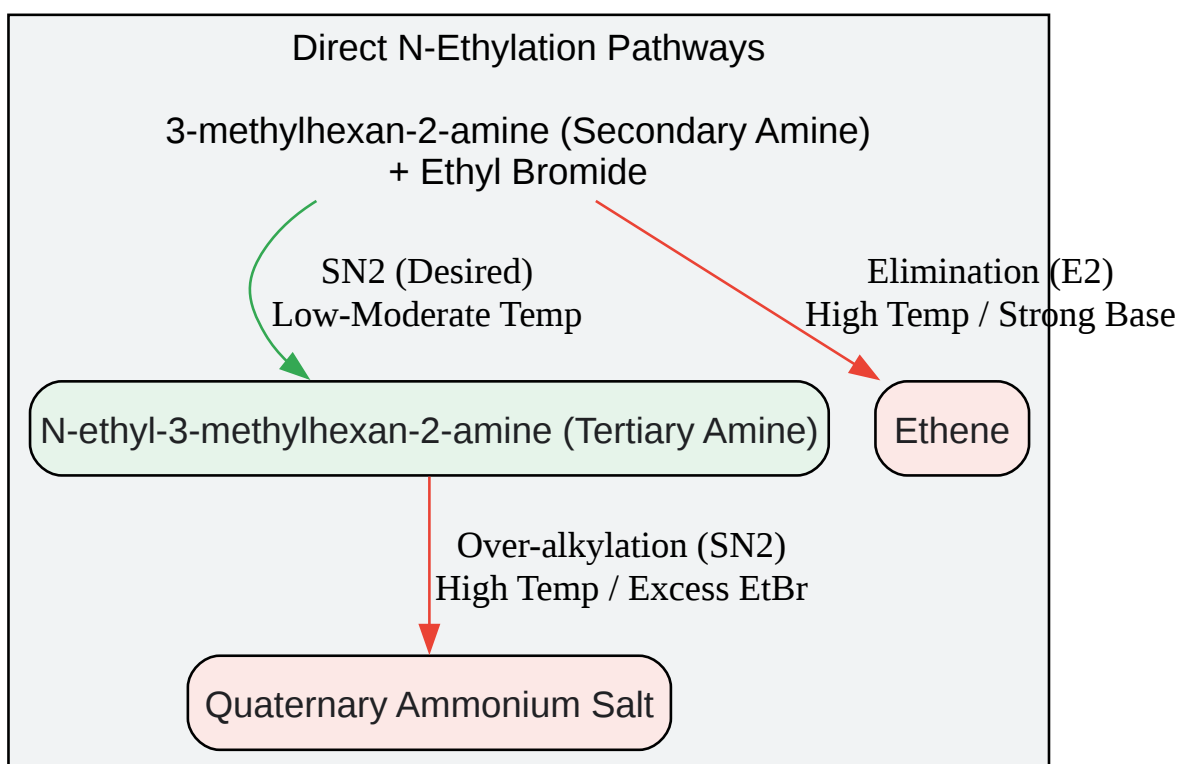 Direct N-Ethylation Pathways
3-methylhexan-2-amine (Secondary Amine)
+ Ethyl Bromide
SN2 (Desired)
Low-Moderate Temp
Elimination (E2)
High Temp / Strong Base
N-ethyl-3-methylhexan-2-amine (Tertiary Amine)
Ethene
Over-alkylation (SN2)
High Temp / Excess EtBr
Quaternary Ammonium Salt